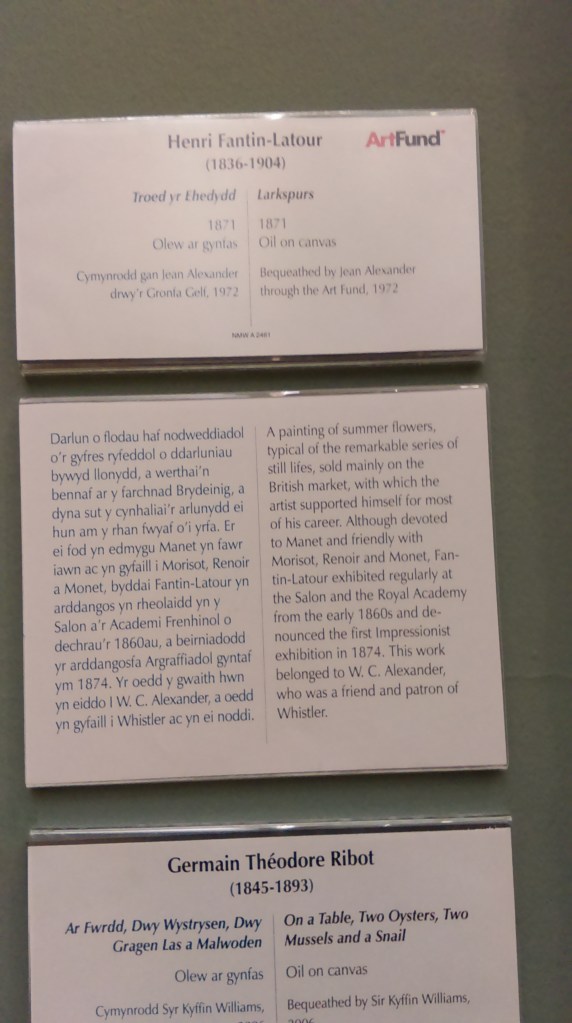 Henri Fantin-Latour
ArtFund
(1836-1904)
Troed yr Ehedydd
1871
Olew ar gynfas
Cymynrodd gan Jean Alexander
drwy'r Gronfa Gelf, 1972
Larkspurs
1871
Oil on canvas
Bequeathed by Jean Alexander
through the Art Fund, 1972
NMW A 2461
Darlun o flodau haf nodweddiadol
o'r gyfres ryfeddol o ddarluniau
bywyd llonydd, a werthai'n
bennaf ar y farchnad Brydeinig, a
dyna sut y cynhaliai'r arlunydd ei
hun am y rhan fwyaf o'i yrfa. Er
ei fod yn edmygu Manet yn fawr
iawn ac yn gyfaill i Morisot, Renoir
a Monet, byddai Fantin-Latour yn
arddangos yn rheolaidd yn y
Salon a'r Academi Frenhinol o
dechrau'r 1860au, a beirniadodd
yr arddangosfa Argraffiadol gyntaf
ym 1874. Yr oedd y gwaith hwn
yn eiddo I W. C. Alexander, a oedd
yn gyfaill i Whistler ac yn ei noddi.
A painting of summer flowers,
typical of the remarkable series of
still lifes, sold mainly on the
British market, with which the
artist supported himself for most
of his career. Although devoted
to Manet and friendly with
Morisot, Renoir and Monet, Fan-
tin-Latour exhibited regularly at
the Salon and the Royal Academy
from the early 1860s and de-
nounced the first Impressionist
exhibition in 1874. This work
belonged to W. C. Alexander,
who was a friend and patron of
Whistler.
Germain Théodore Ribot
(1845-1893)
Ar Fwrdd, Dwy Wystrysen, Dwy
Gragen Las a Malwoden
Olew ar gynfas
Cymynrodd Syr Kyffin Williams,
On a Table, Two Oysters, Two
Mussels and a Snail
Oil on canvas
Bequeathed by Sir Kyffin Williams,